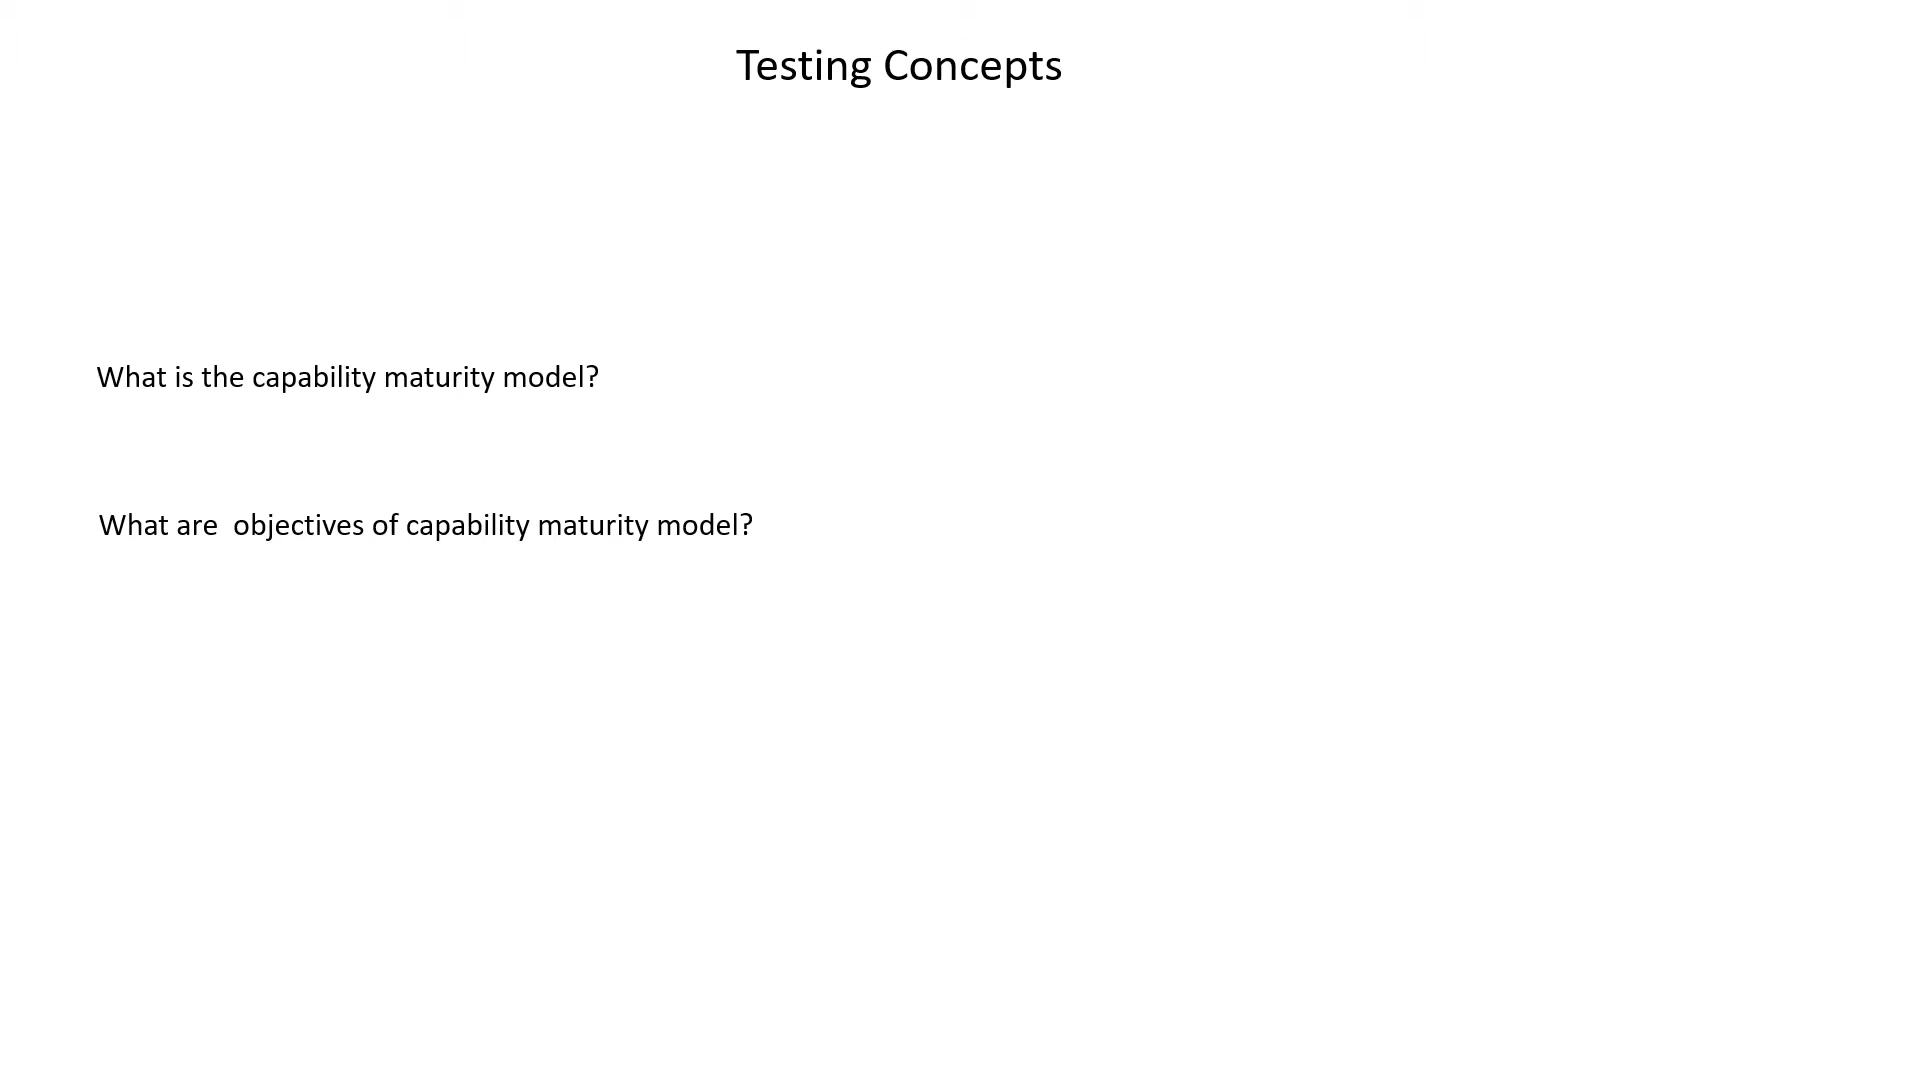 Testing Concepts
What is the capability maturity model?
What are  objectives of capability maturity model?